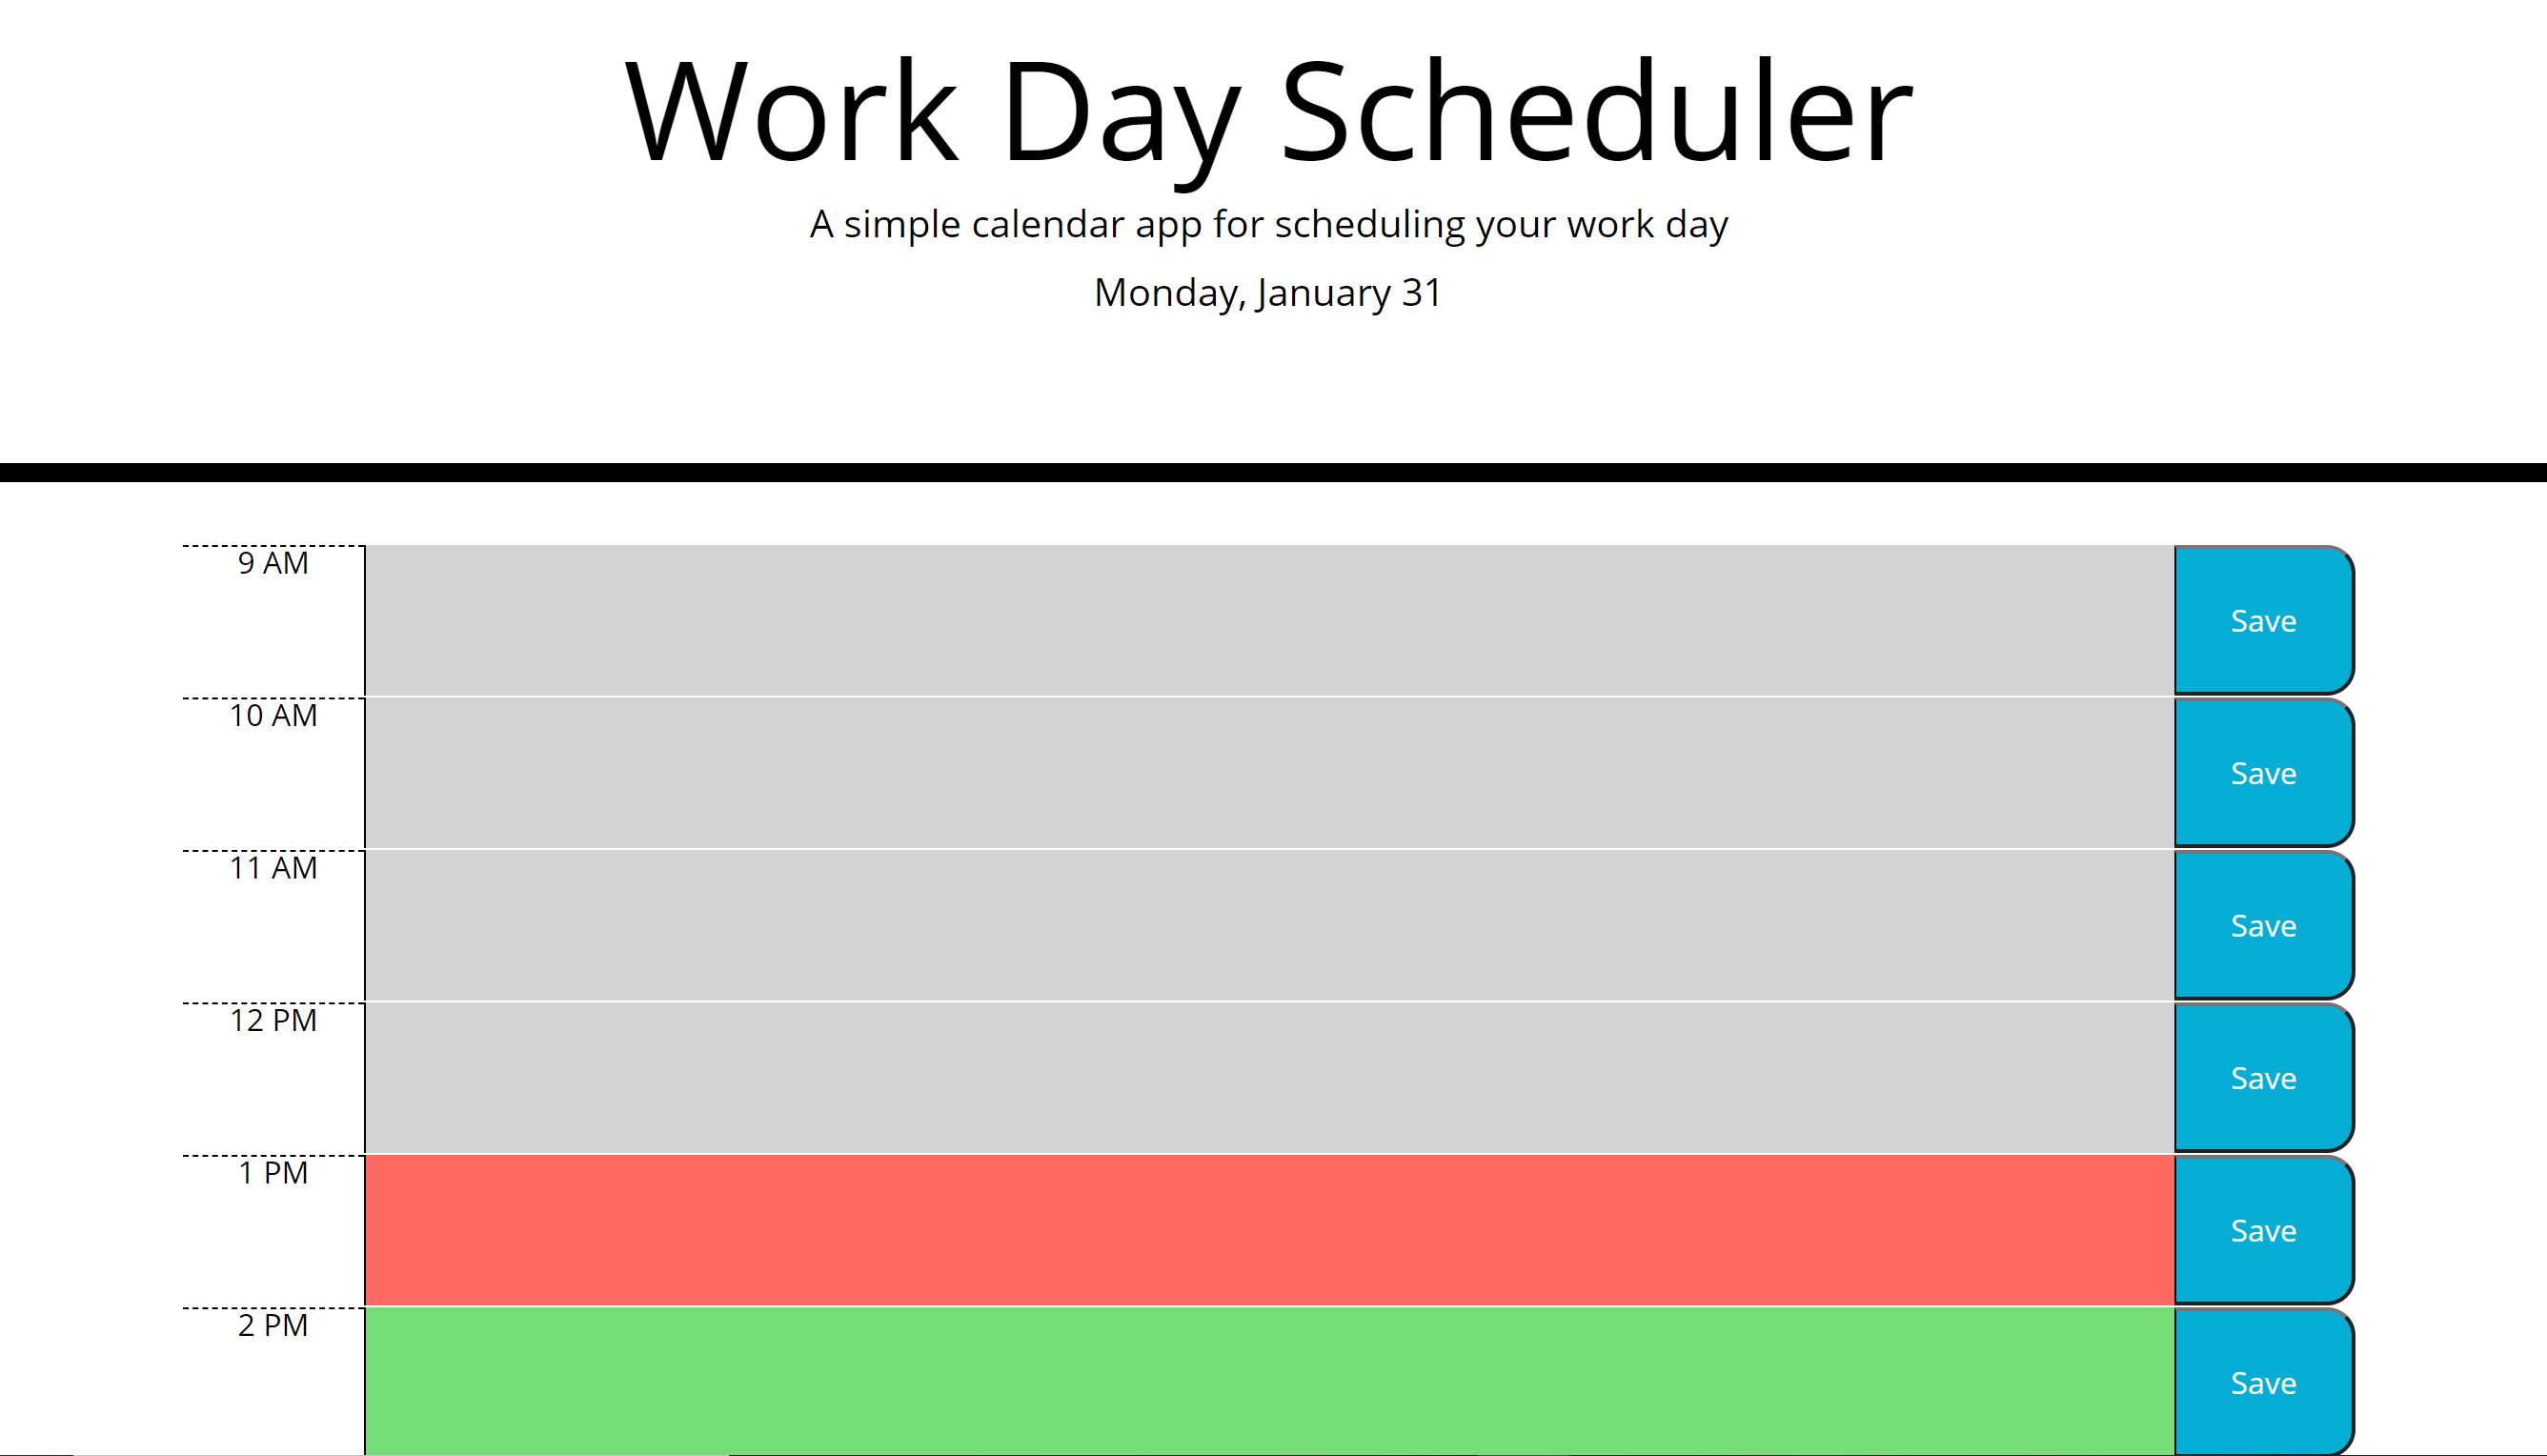 Work Day Scheduler
A simple calendar app for scheduling your work day
Monday, January 31
9 AM
Save
10 AM
Save
11 AM
Save
12 PM
Save
1 PM
Save
2 PM
Save